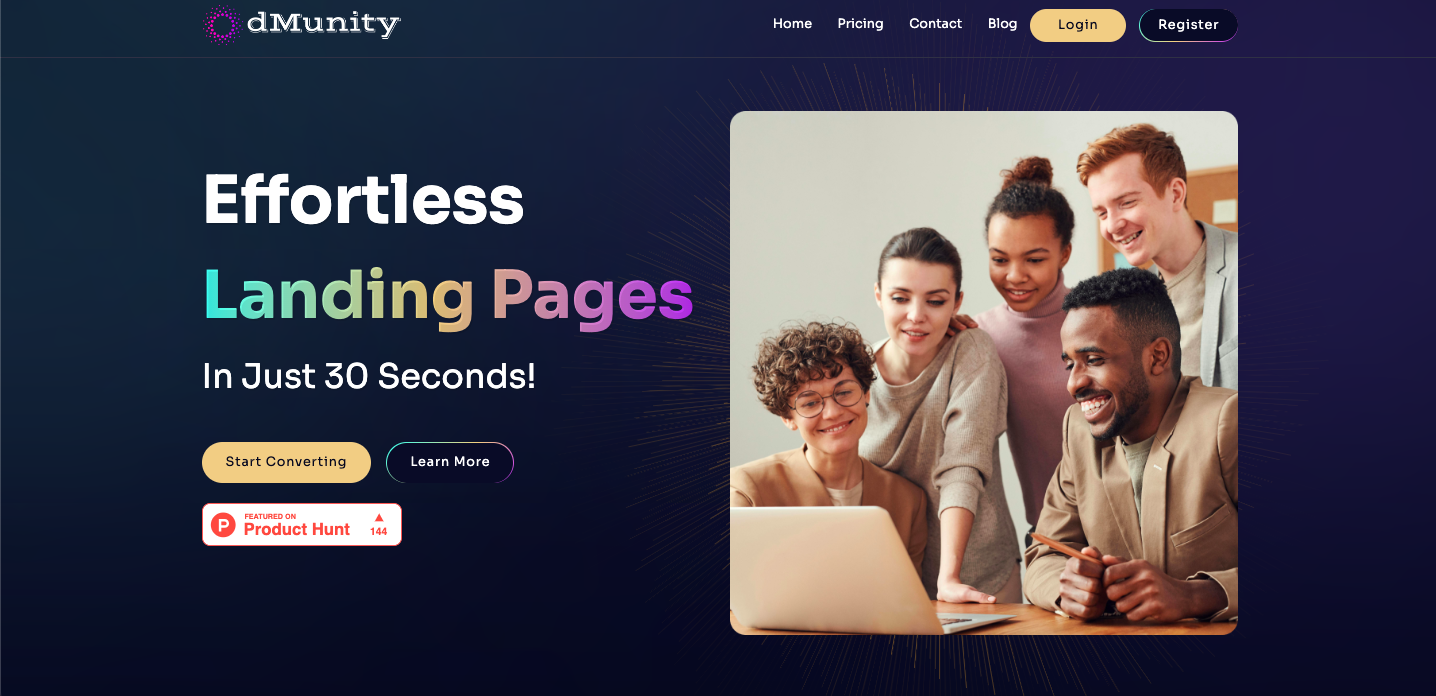 dMunity
Home Pricing Contact Blog Login Register
Effortless
Landing Pages
In Just 30 Seconds!
Start Converting Learn More
P FEATURED ON
Product Hunt
▲
144